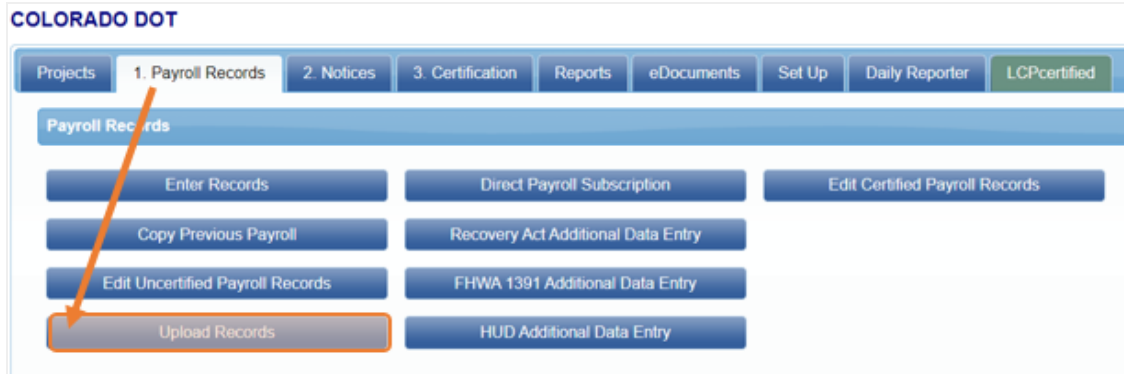 COLORADO DOT
Projects 1. Payroll Records 2. Notices 3. Certification Reports eDocuments Set Up Daily Reporter LCPcertified
Payroll Records
Enter Records Direct Payroll Subscription Edit Certified Payroll Records
Copy Previous Payroll Recovery Act Additional Data Entry
Edit Uncertified Payroll Records FHWA 1391 Additional Data Entry
Upload Records HUD Additional Data Entry